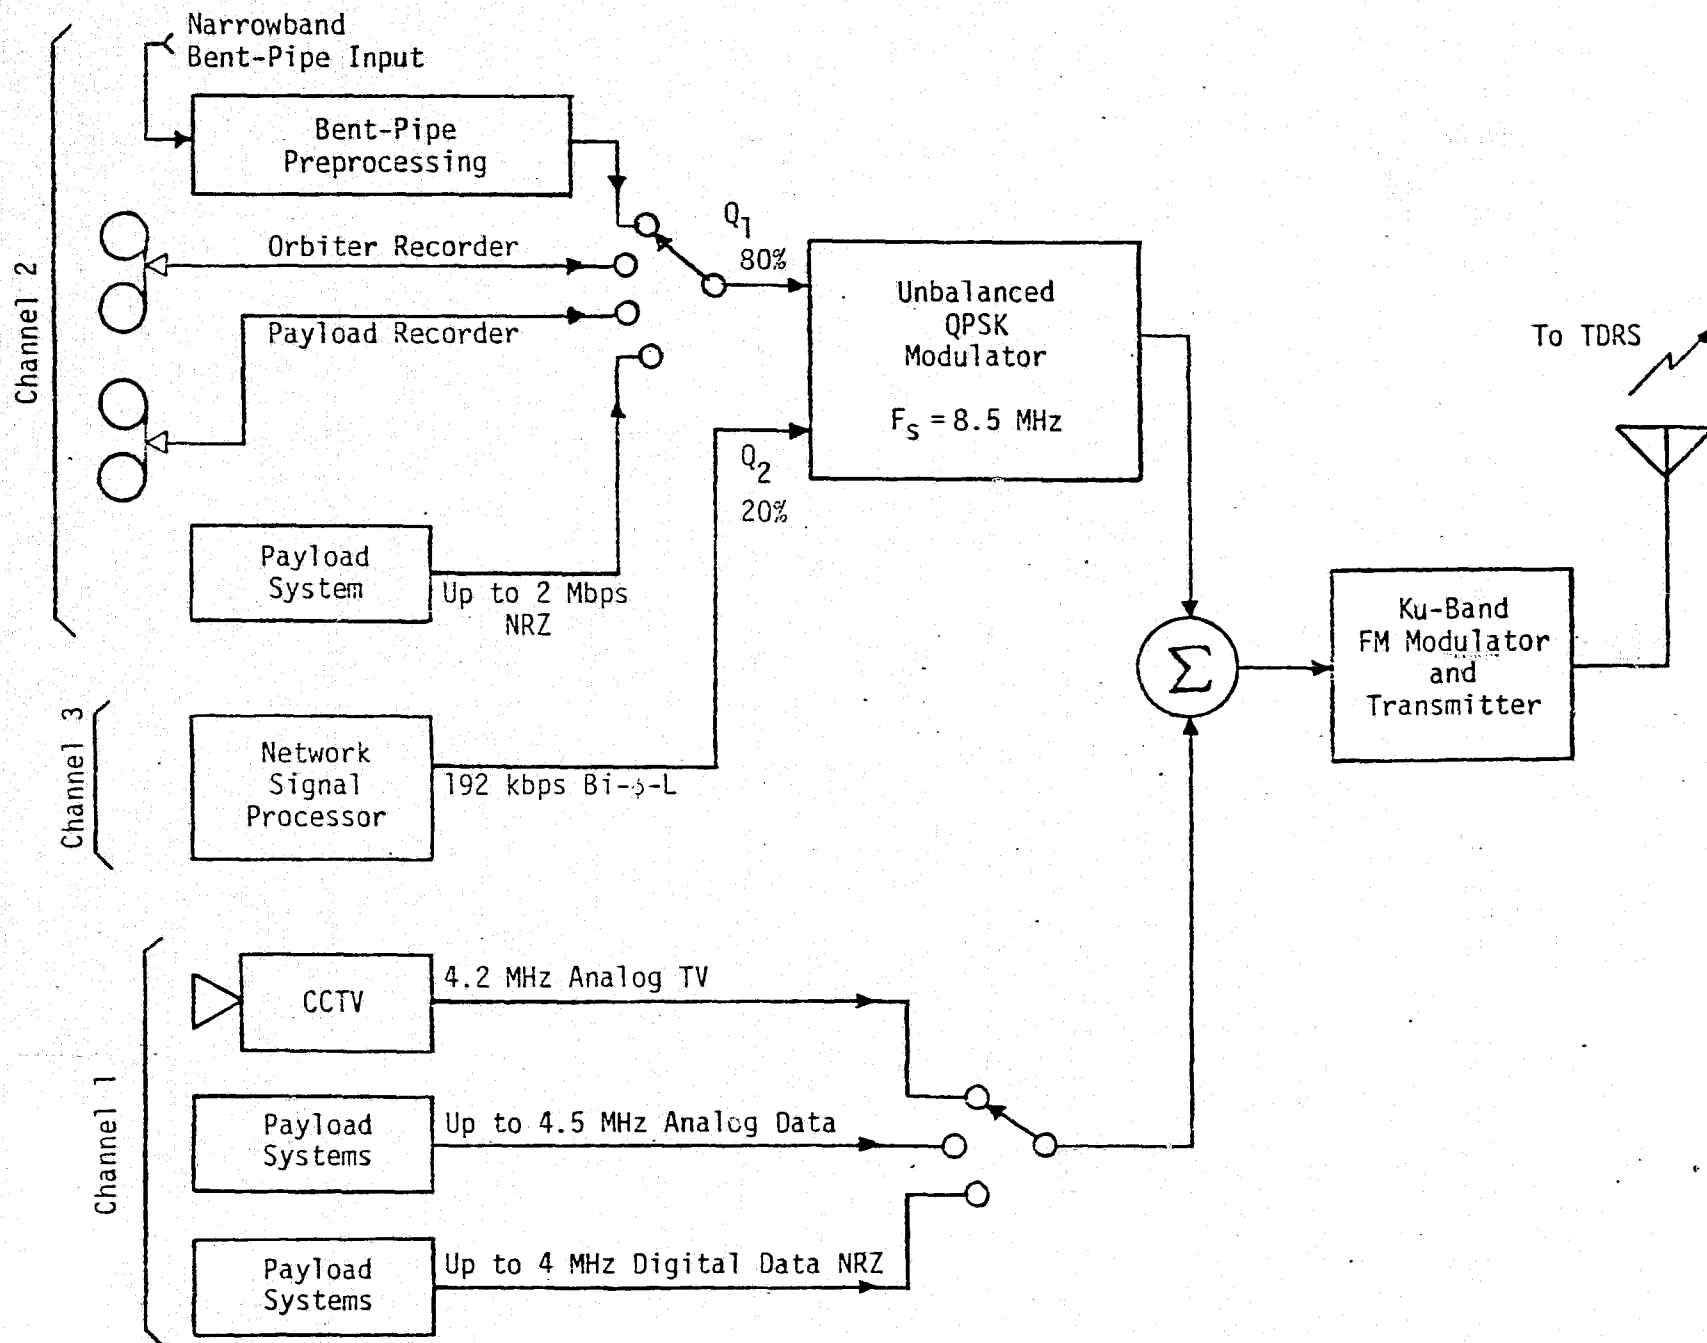 Narrowband
Bent-Pipe Input
Bent-Pipe
Preprocessing
Channel 2
Orbiter Recorder
Payload Recorder
Payload
System
Up to 2 Mbps
NRZ
Q1
80%
Q2
20%
Unbalanced
QPSK
Modulator
Fs = 8.5 MHz
To TDRS
Σ
Ku-Band
FM Modulator
and
Transmitter
Channel 3
Network
Signal
Processor
192 kbps Bi-φ-L
Channel 1
CCTV
4.2 MHz Analog TV
Payload
Systems
Up to 4.5 MHz Analog Data
Payload
Systems
Up to 4 MHz Digital Data NRZ